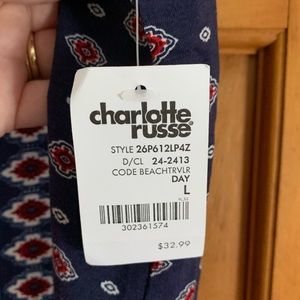 charlotte
russe
STYLE 26P612LP4Z
D/CL 24-2413
CODE BEACHTRVLR
DAY
L
302361574
$32.99